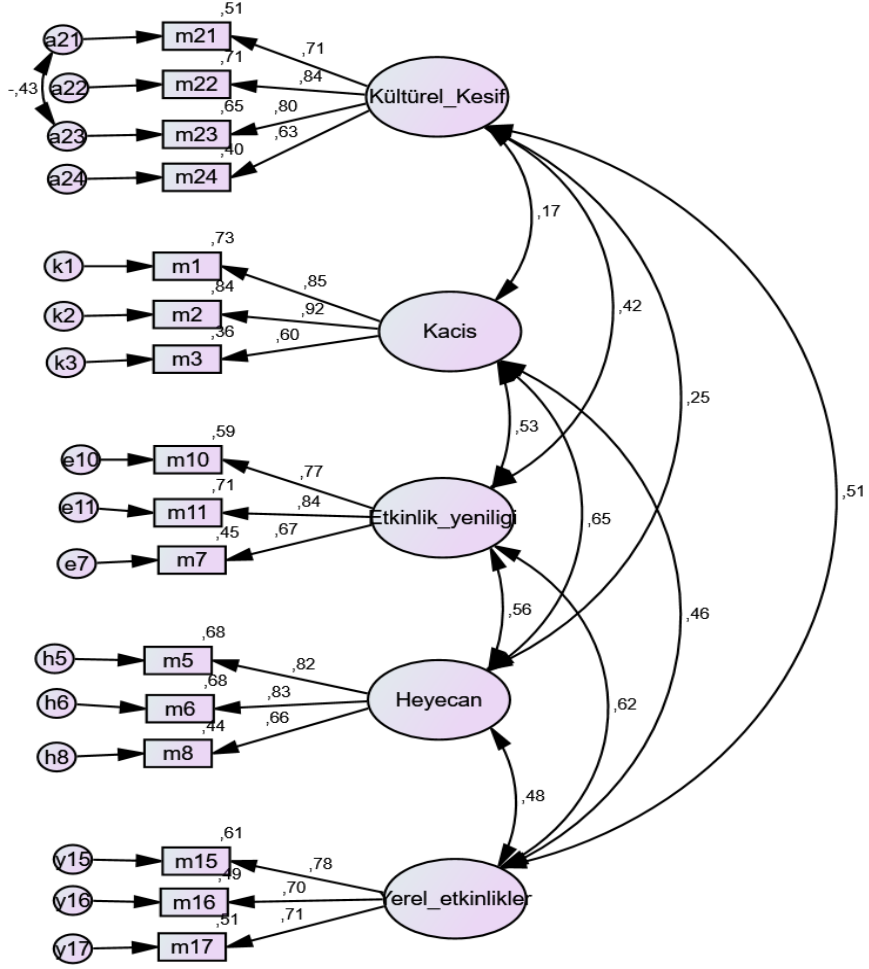 ,51
a21
m21
,71
,71
a22
m22
,84
-,43
Kültürel_Kesif
,65
a23
m23
,80
,40
a24
m24
,63
,17
,73
k1
m1
,85
,84
k2
m2
,92
,42
Kacis
,36
k3
m3
,60
,25
,53
,59
e10
m10
,77
,71
e11
m11
,84
,51
Etkinlik_yeniligi
,45
e7
m7
,67
,65
,56
,46
,68
h5
m5
,82
,68
h6
m6
,83
Heyecan
,44
h8
m8
,66
,62
,48
,61
y15
m15
,78
,49
y16
m16
,70
Yerel_etkinlikler
,51
y17
m17
,71